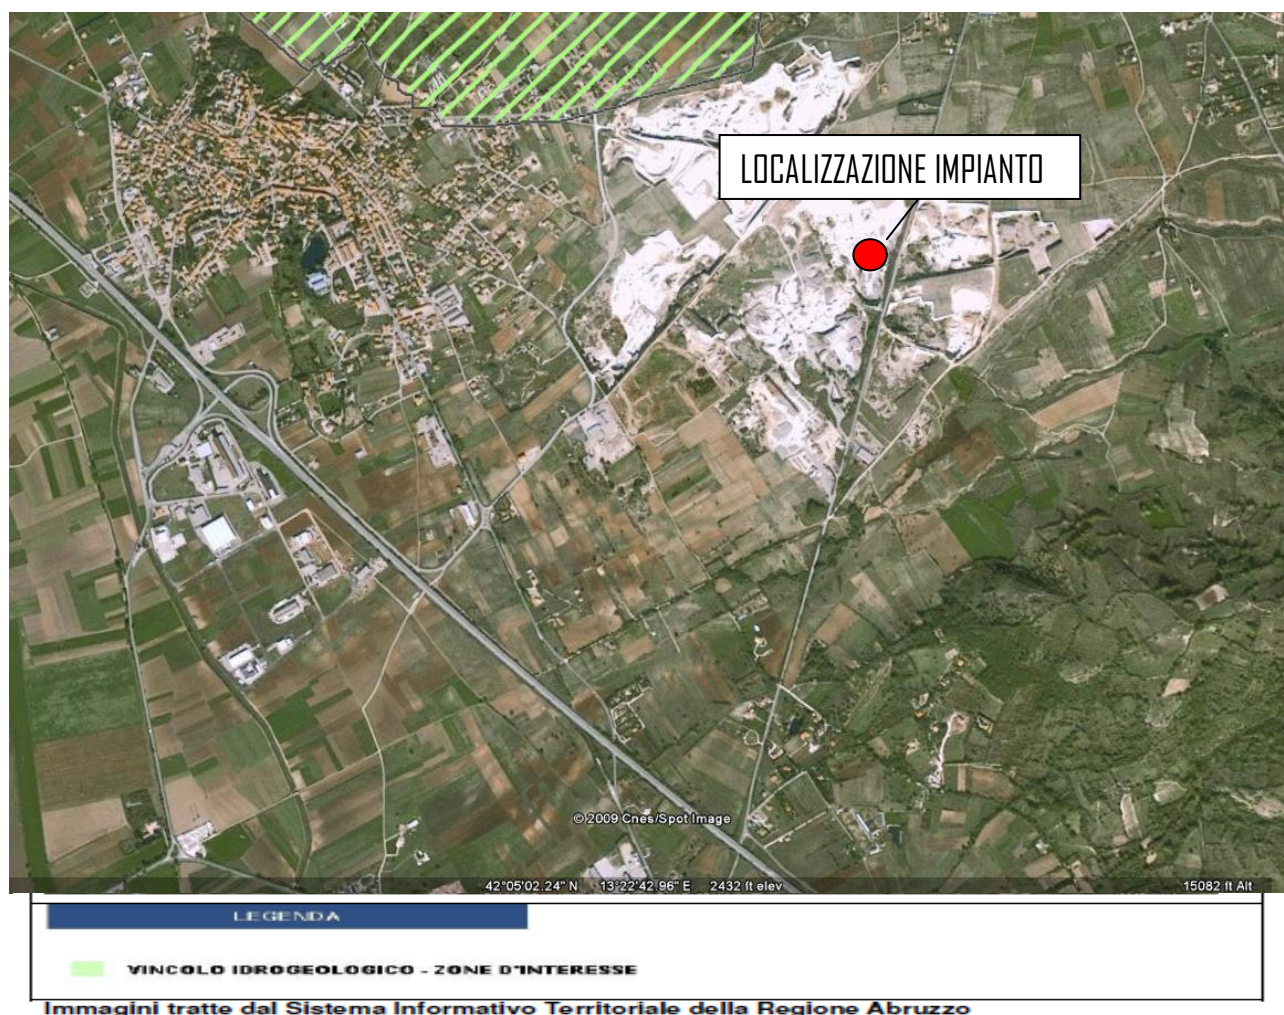 LOCALIZZAZIONE IMPIANTO
© 2009 Cnes/Spot Image
42°05'02.24" N 13°22'42.96" E 2432 ft elev 15082 ft Alt
LEGENDA
VINCOLO IDROGEOLOGICO - ZONE D'INTERESSE
Immagini tratte dal Sistema Informativo Territoriale della Regione Abruzzo